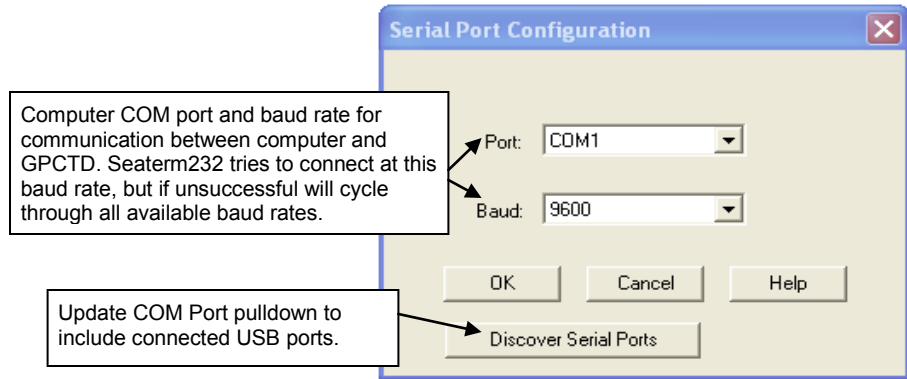 Serial Port Configuration
Computer COM port and baud rate for
communication between computer and
GPCTD. Seaterm232 tries to connect at this
baud rate, but if unsuccessful will cycle
through all available baud rates.
Port: COM1
Baud: 9600
OK Cancel Help
Update COM Port pulldown to
include connected USB ports.
Discover Serial Ports